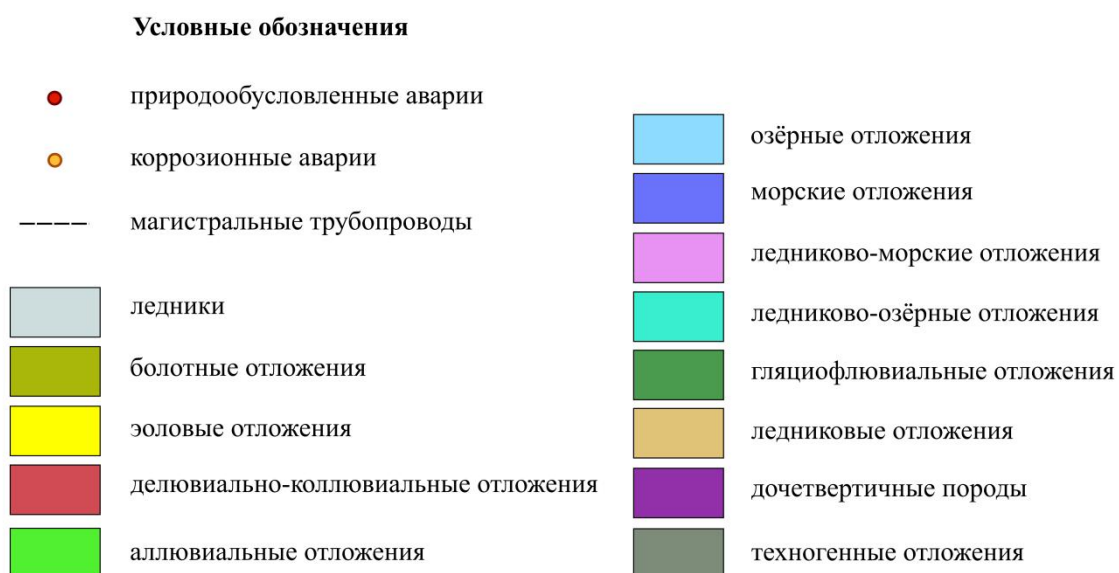 Условные обозначения
природообусловленные аварии
коррозионные аварии
магистральные трубопроводы
ледники
болотные отложения
эоловые отложения
делювиально-коллювиальные отложения
аллювиальные отложения
озёрные отложения
морские отложения
ледниково-морские отложения
ледниково-озёрные отложения
гляциофлювиальные отложения
ледниковые отложения
дочетвертичные породы
техногенные отложения